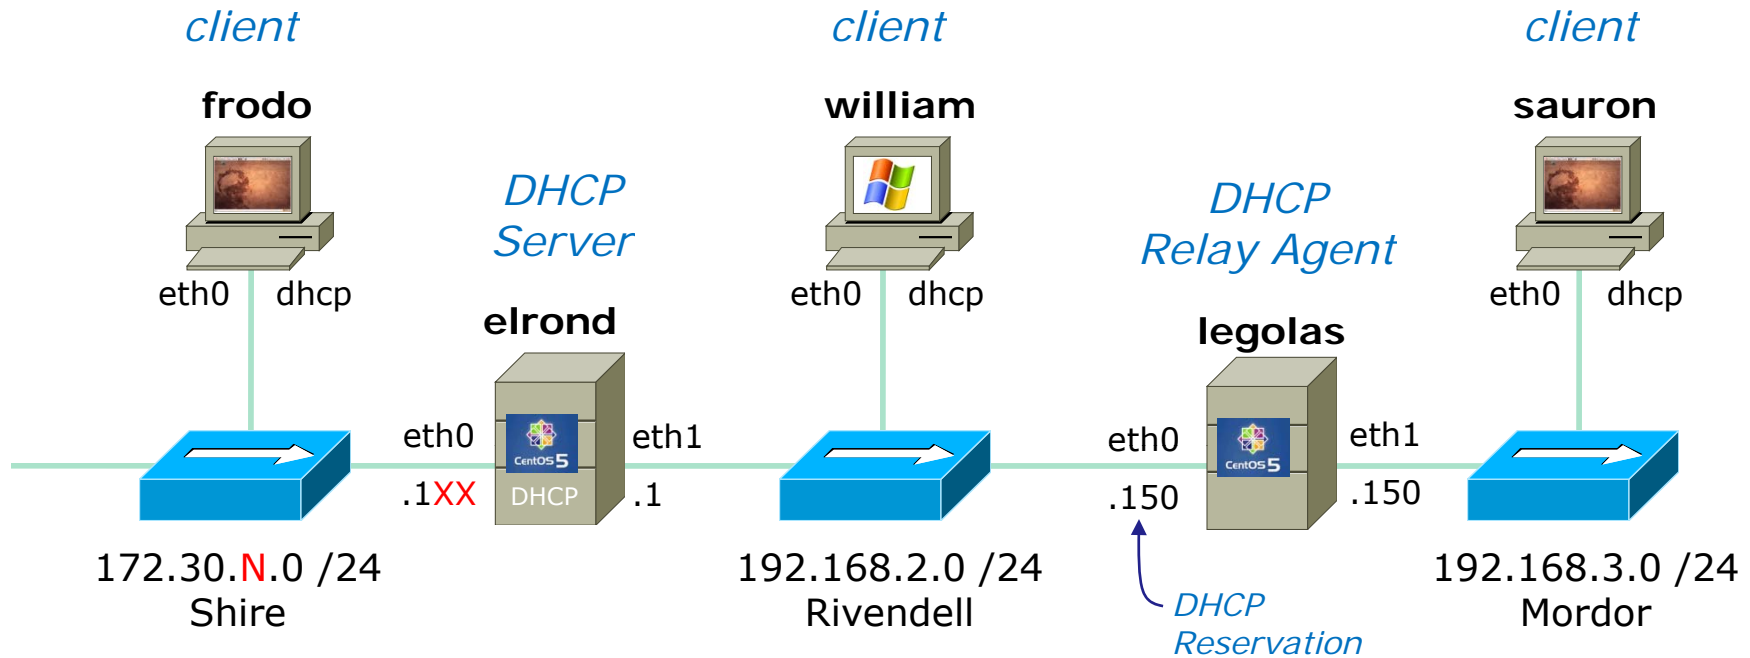 client
client
client
frodo
william
sauron
DHCP
Server
DHCP
Relay Agent
eth0 dhcp
eth0 dhcp
eth0 dhcp
elrond
legolas
eth0
CentOS 5
eth1
eth0
CentOS 5
eth1
.1XX
DHCP
.1
.150
.150
172.30.N.0 /24
Shire
192.168.2.0 /24
Rivendell
192.168.3.0 /24
Mordor
DHCP
Reservation